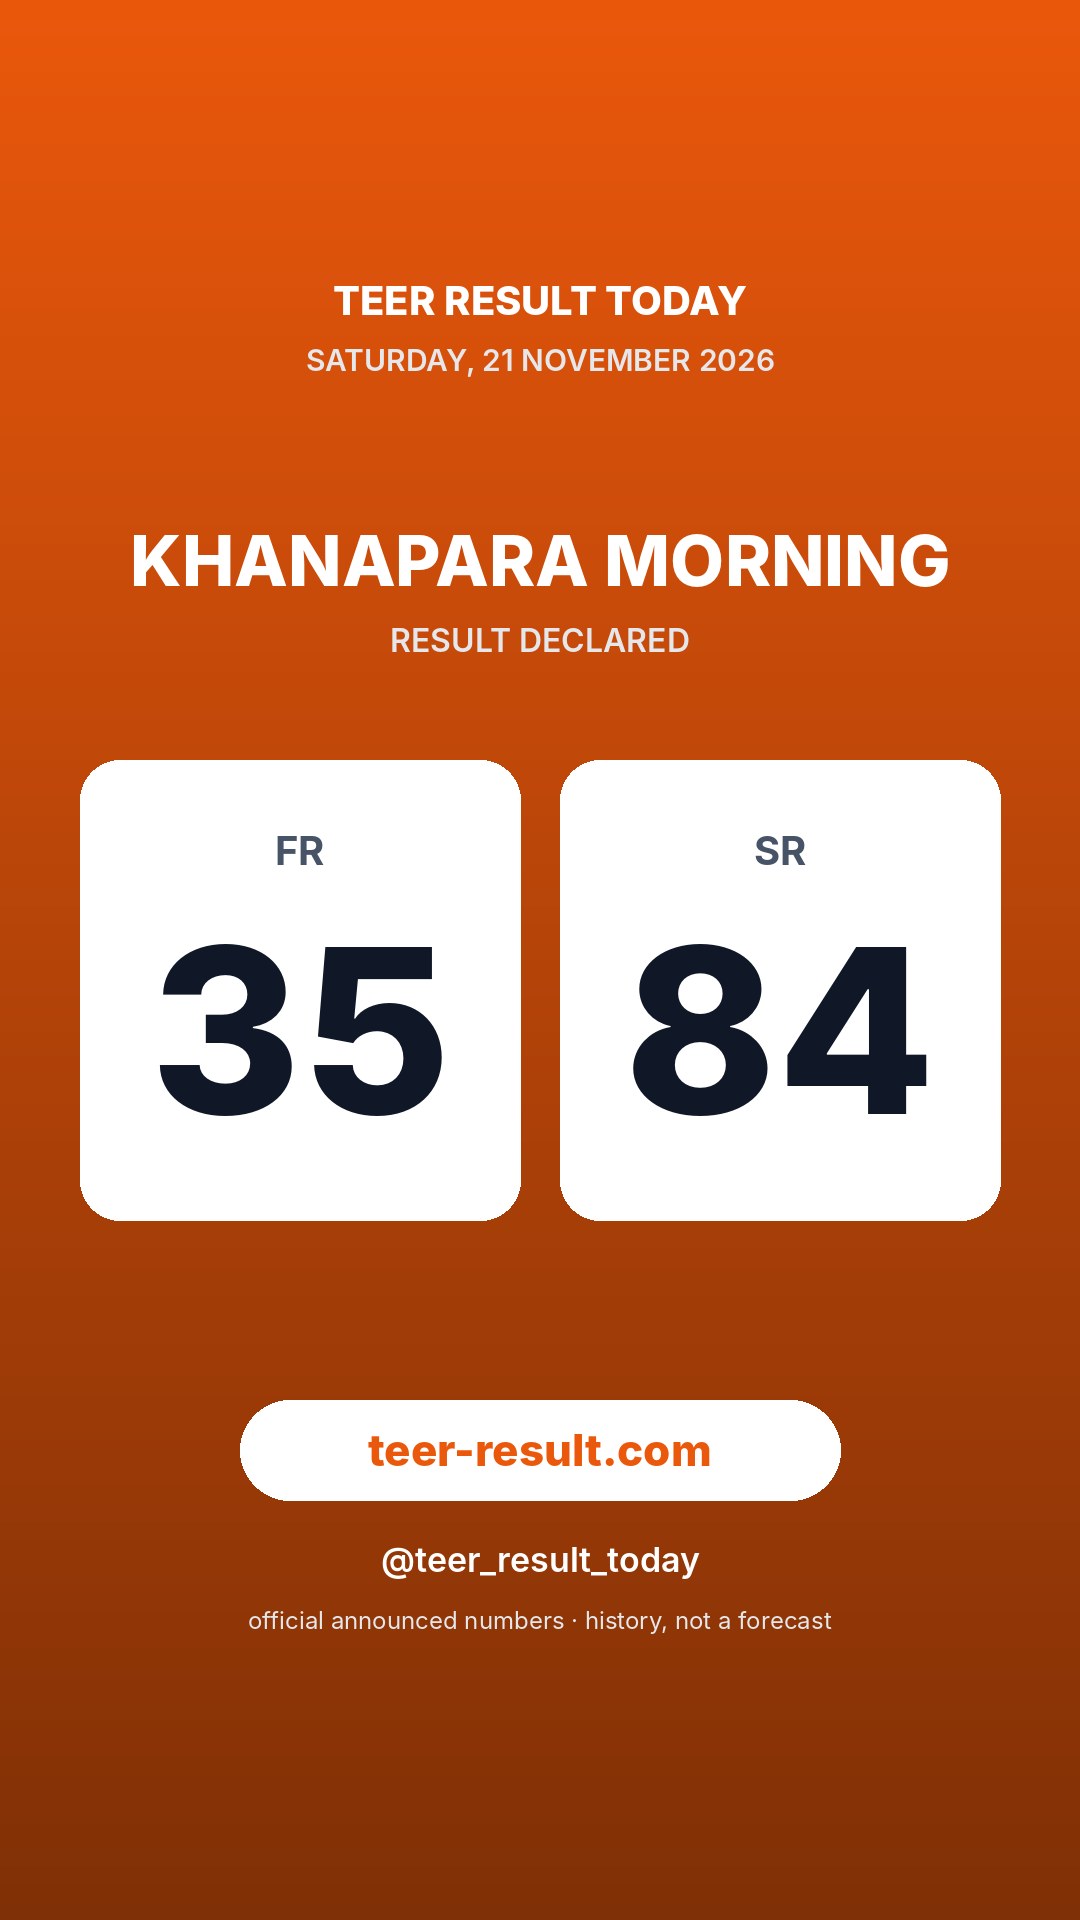 TEER RESULT TODAY
SATURDAY, 21 NOVEMBER 2026
KHANAPARA MORNING
RESULT DECLARED
FR
35
SR
84
teer-result.com
@teer_result_today
official announced numbers · history, not a forecast